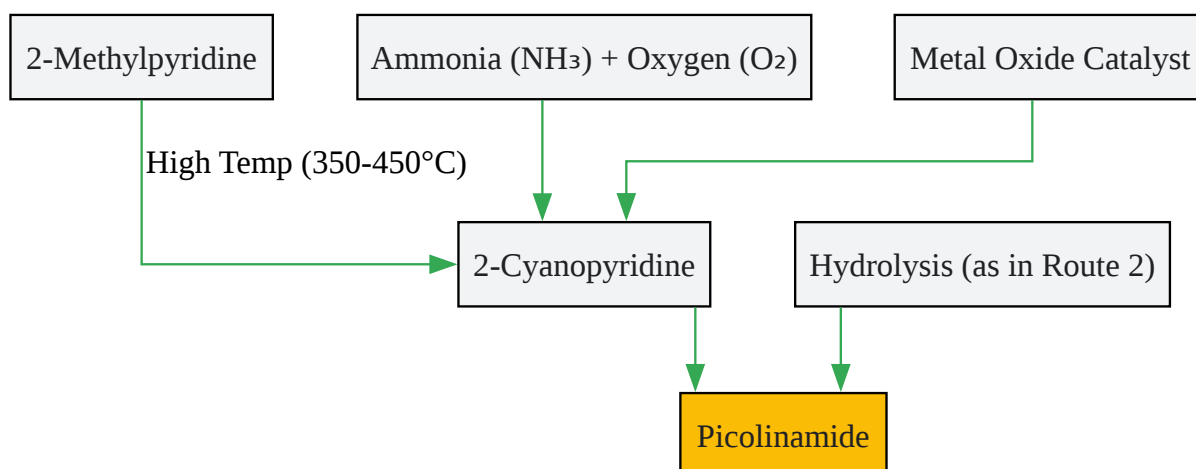 2-Methylpyridine
Ammonia (NH₃) + Oxygen (O₂)
Metal Oxide Catalyst
High Temp (350-450°C)
2-Cyanopyridine
Hydrolysis (as in Route 2)
Picolinamide